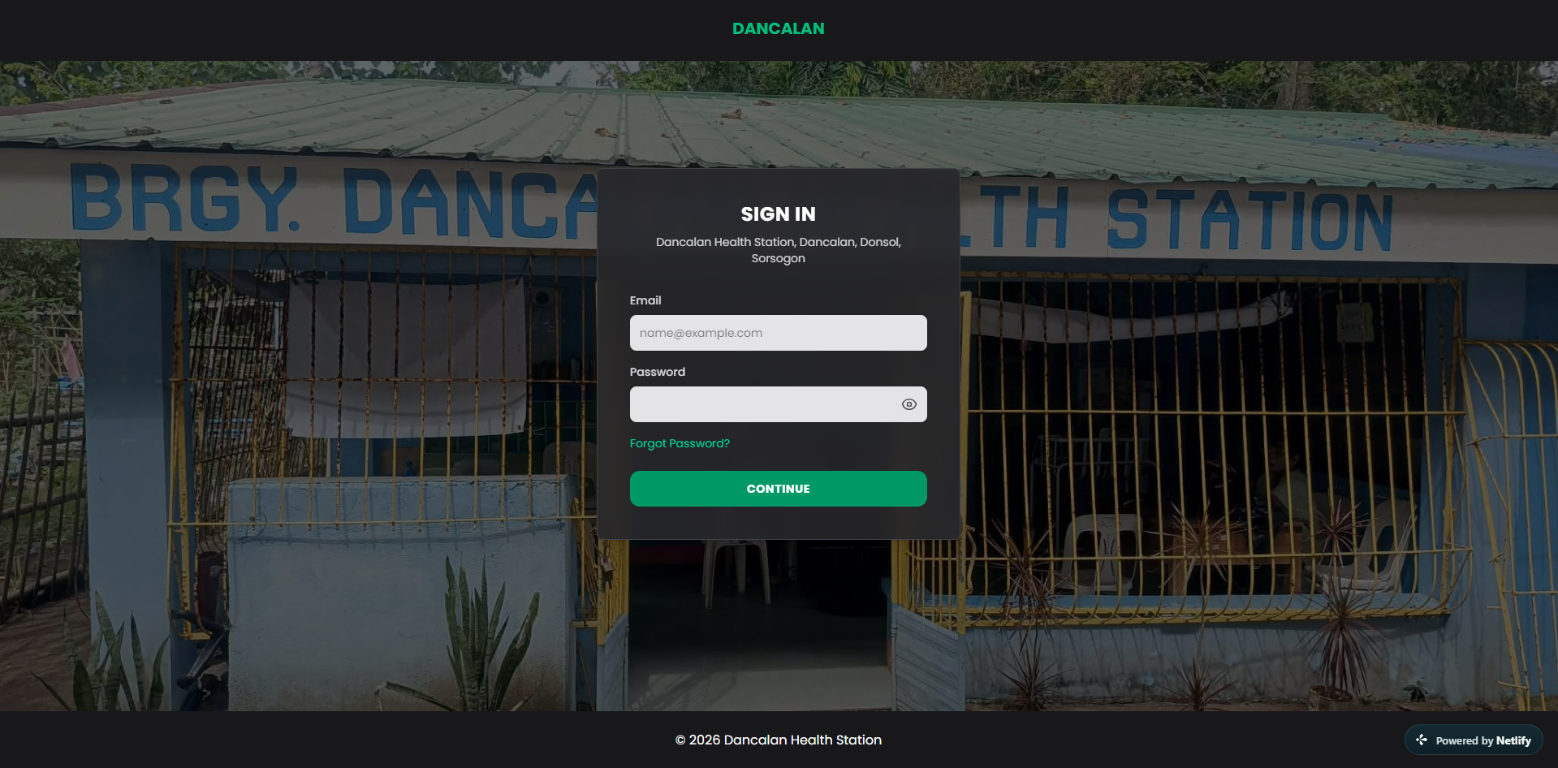 DANCALAN
BRGY. DANCA
TH STATION
SIGN IN
Dancalan Health Station, Dancalan, Donsol,
Sorsogon
Email
name@example.com
Password
Forgot Password?
CONTINUE
© 2026 Dancalan Health Station
Powered by Netlify